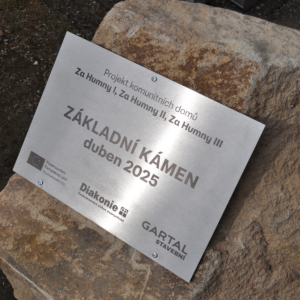 Projekt komunitních domů
Za Humny I, Za Humny II, Za Humny III
ZÁKLADNÍ KÁMEN
duben 2025
Diakonie
GARTAL
STAVEBNÍ